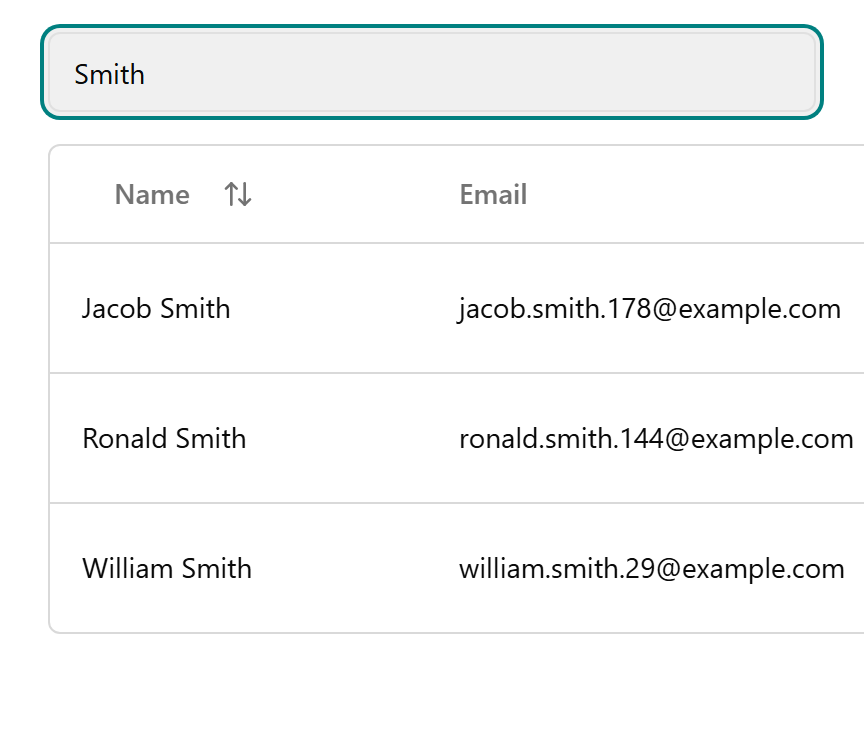 Smith
Name Email
Jacob Smith jacob.smith.178@example.com
Ronald Smith ronald.smith.144@example.com
William Smith william.smith.29@example.com